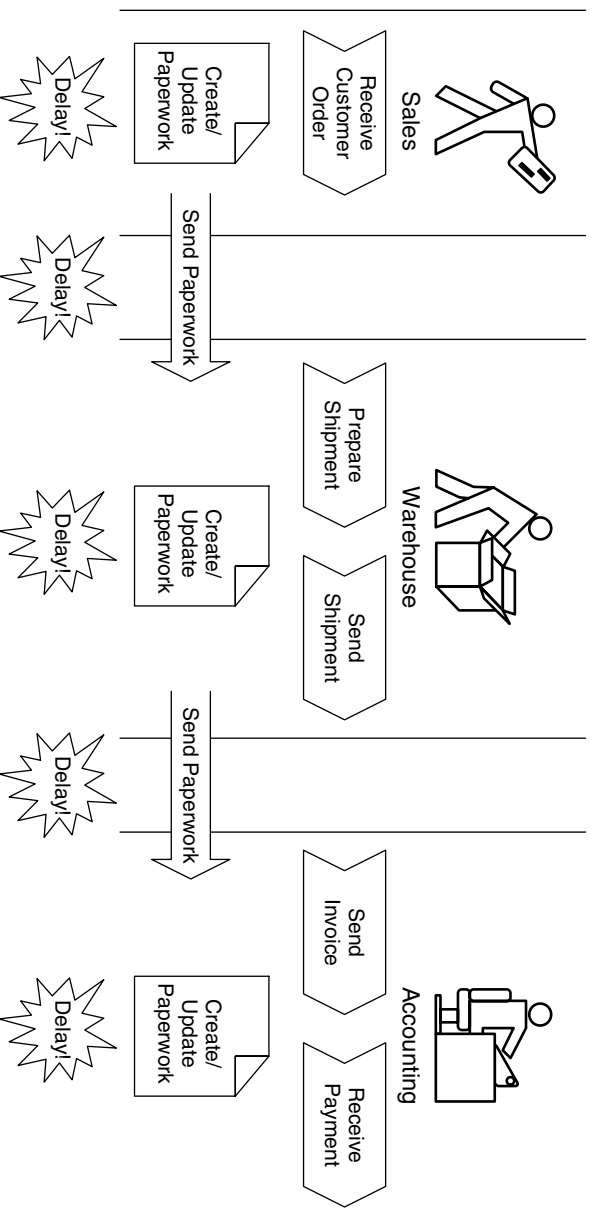 Sales
Warehouse
Accounting
Receive
Customer
Order
Prepare
Shipment
Send
Shipment
Send
Invoice
Receive
Payment
Create/
Update
Paperwork
Send Paperwork
Create/
Update
Paperwork
Send Paperwork
Create/
Update
Paperwork
Delay!
Delay!
Delay!
Delay!
Delay!